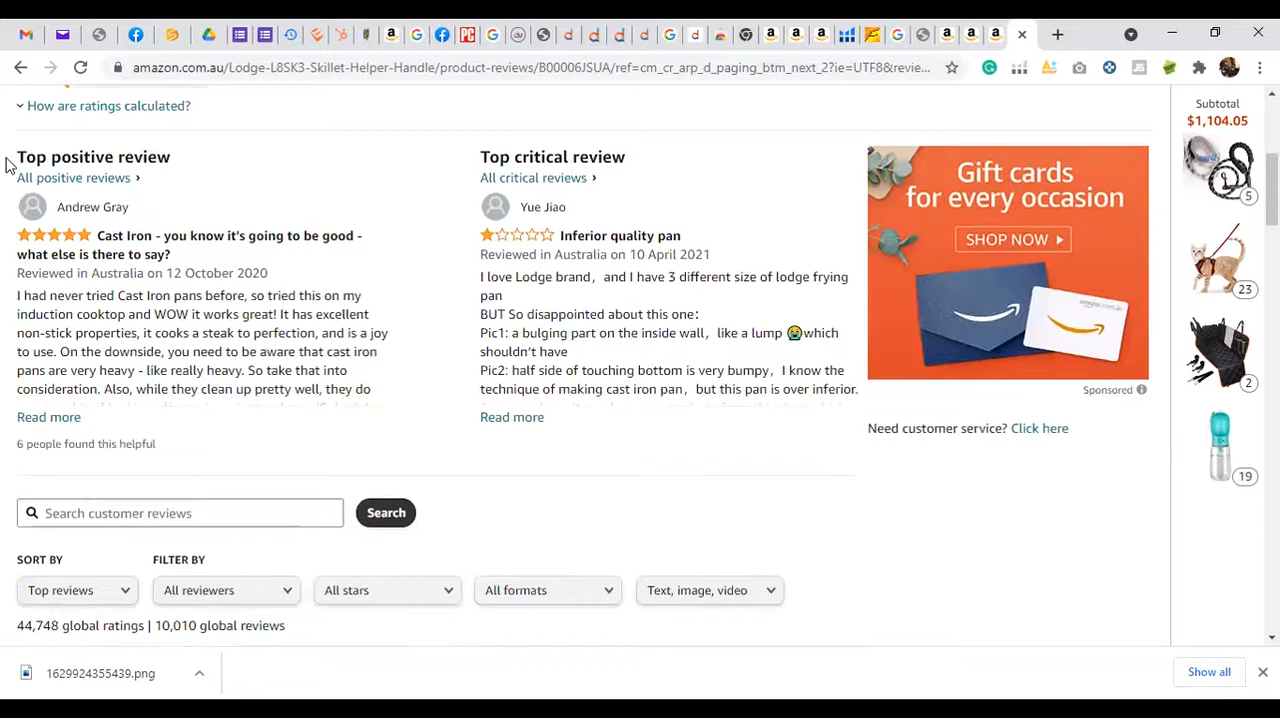 amazon.com.au/Lodge-L8SK3-Skillet-Helper-Handle/product-reviews/B00006JSUA/ref=cm_cr_arp_d_paging_btm_next_2?ie=UTF8&revie...
How are ratings calculated?
Top positive review
All positive reviews ›
Andrew Gray
Cast Iron - you know it's going to be good -
what else is there to say?
Reviewed in Australia on 12 October 2020
I had never tried Cast Iron pans before, so tried this on my
induction cooktop and WOW it works great! It has excellent
non-stick properties, it cooks a steak to perfection, and is a joy
to use. On the downside, you need to be aware that cast iron
pans are very heavy - like really heavy. So take that into
consideration. Also, while they clean up pretty well, they do
Read more
6 people found this helpful
Top critical review
All critical reviews ›
Yue Jiao
Inferior quality pan
Reviewed in Australia on 10 April 2021
I love Lodge brand，and I have 3 different size of lodge frying
pan
BUT So disappointed about this one：
Pic1: a bulging part on the inside wall，like a lump 😭which
shouldn't have
Pic2: half side of touching bottom is very bumpy，I know the
technique of making cast iron pan，but this pan is over inferior.
Read more
Gift cards
for every occasion
SHOP NOW
Sponsored
Need customer service? Click here
Subtotal
$1,104.05
5
23
2
19
Search customer reviews
Search
SORT BY
FILTER BY
Top reviews
All reviewers
All stars
All formats
Text, image, video
44,748 global ratings | 10,010 global reviews
1629924355439.png
Show all